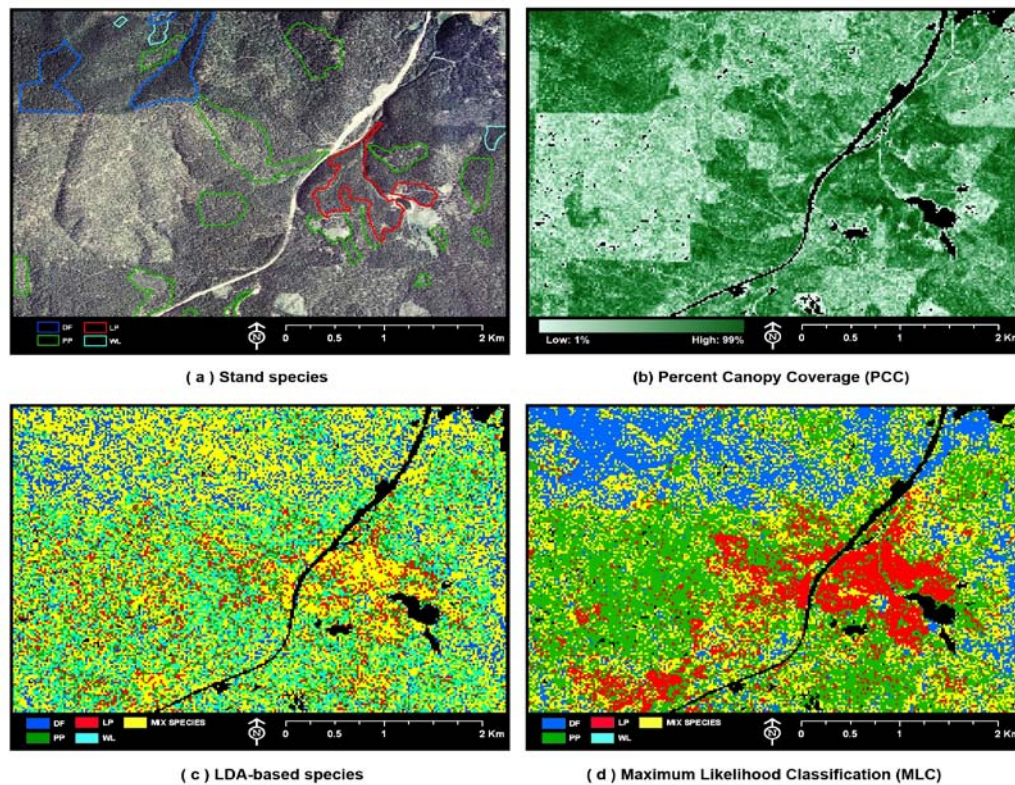 DF LP
PP WL
N
0 0.5 1 2 Km
( a ) Stand species
Low: 1% High: 99%
N
0 0.5 1 2 Km
(b) Percent Canopy Coverage (PCC)
DF LP MIX SPECIES
PP WL
N
0 0.5 1 2 Km
( c ) LDA-based species
DF LP MIX SPECIES
PP WL
N
0 0.5 1 2 Km
( d ) Maximum Likelihood Classification (MLC)